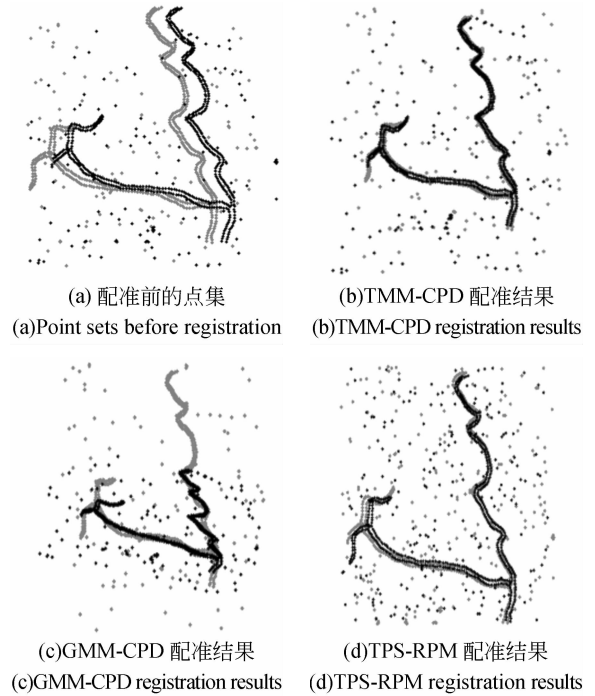 (a) 配准前的点集
(a)Point sets before registration
(b)TMM-CPD 配准结果
(b)TMM-CPD registration results
(c)GMM-CPD 配准结果
(c)GMM-CPD registration results
(d)TPS-RPM 配准结果
(d)TPS-RPM registration results